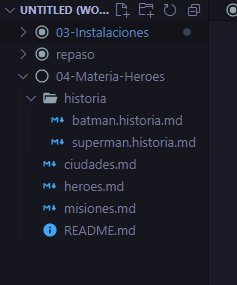 UNTITLED (WO...
03-Instalaciones
repaso
04-Materia-Heroes
historia
batman.historia.md
superman.historia.md
ciudades.md
heroes.md
misiones.md
README.md